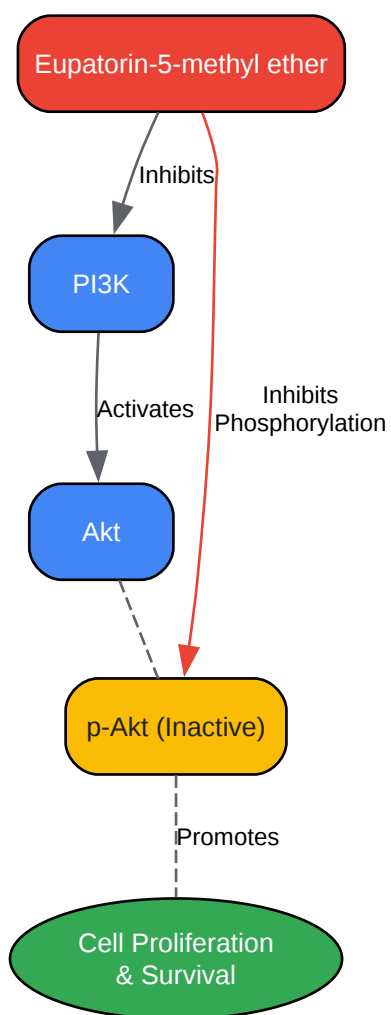 Eupatorin-5-methyl ether
Inhibits
PI3K
Activates
Inhibits
Phosphorylation
Akt
p-Akt (Inactive)
Promotes
Cell Proliferation
& Survival